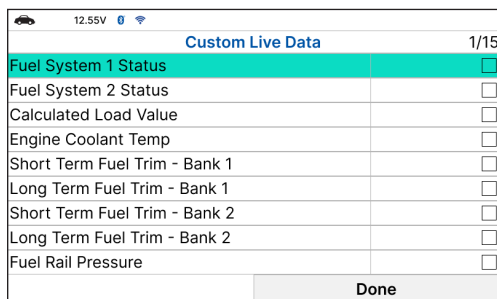 12.55V
Custom Live Data 1/15
Fuel System 1 Status
Fuel System 2 Status
Calculated Load Value
Engine Coolant Temp
Short Term Fuel Trim - Bank 1
Long Term Fuel Trim - Bank 1
Short Term Fuel Trim - Bank 2
Long Term Fuel Trim - Bank 2
Fuel Rail Pressure
Done